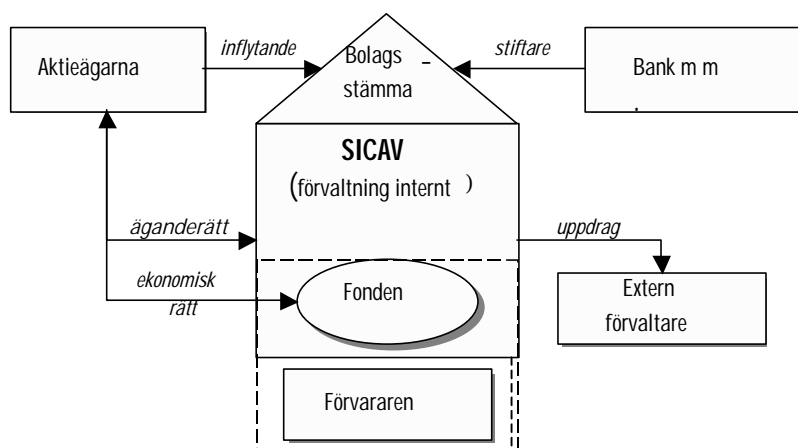 Aktieägarna
inflytande
Bolags -
stämma
stiftare
Bank m m
.
SICAV
(förvaltning internt )
äganderätt
uppdrag
ekonomisk
rätt
Fonden
Extern
förvaltare
Förvararen